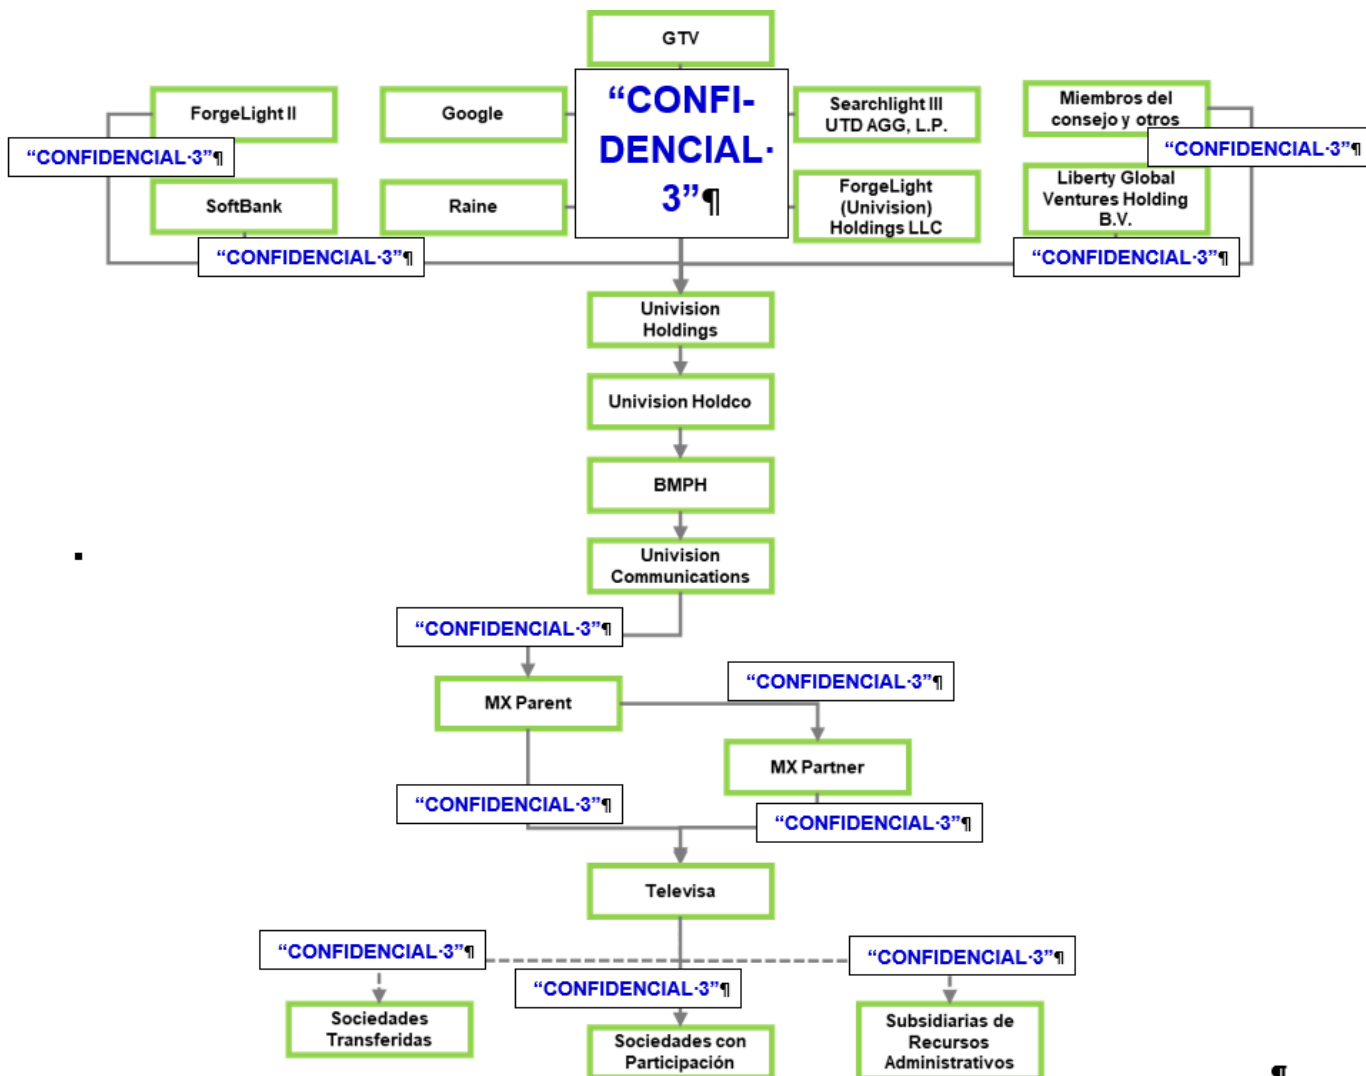 GTV
ForgeLight II
Google
“CONFI-
DENCIAL·
3”¶
Searchlight III
UTD AGG, L.P.
Miembros del
consejo y otros
“CONFIDENCIAL·3”¶
“CONFIDENCIAL·3”¶
SoftBank
Raine
ForgeLight
(Univision)
Holdings LLC
Liberty Global
Ventures Holding
B.V.
“CONFIDENCIAL·3”¶
“CONFIDENCIAL·3”¶
Univision
Holdings
Univision Holdco
BMPH
Univision
Communications
“CONFIDENCIAL·3”¶
“CONFIDENCIAL·3”¶
MX Parent
MX Partner
“CONFIDENCIAL·3”¶
“CONFIDENCIAL·3”¶
Televisa
“CONFIDENCIAL·3”¶
“CONFIDENCIAL·3”¶
“CONFIDENCIAL·3”¶
Sociedades
Transferidas
Sociedades con
Participación
Subsidiarias de
Recursos
Administrativos
¶